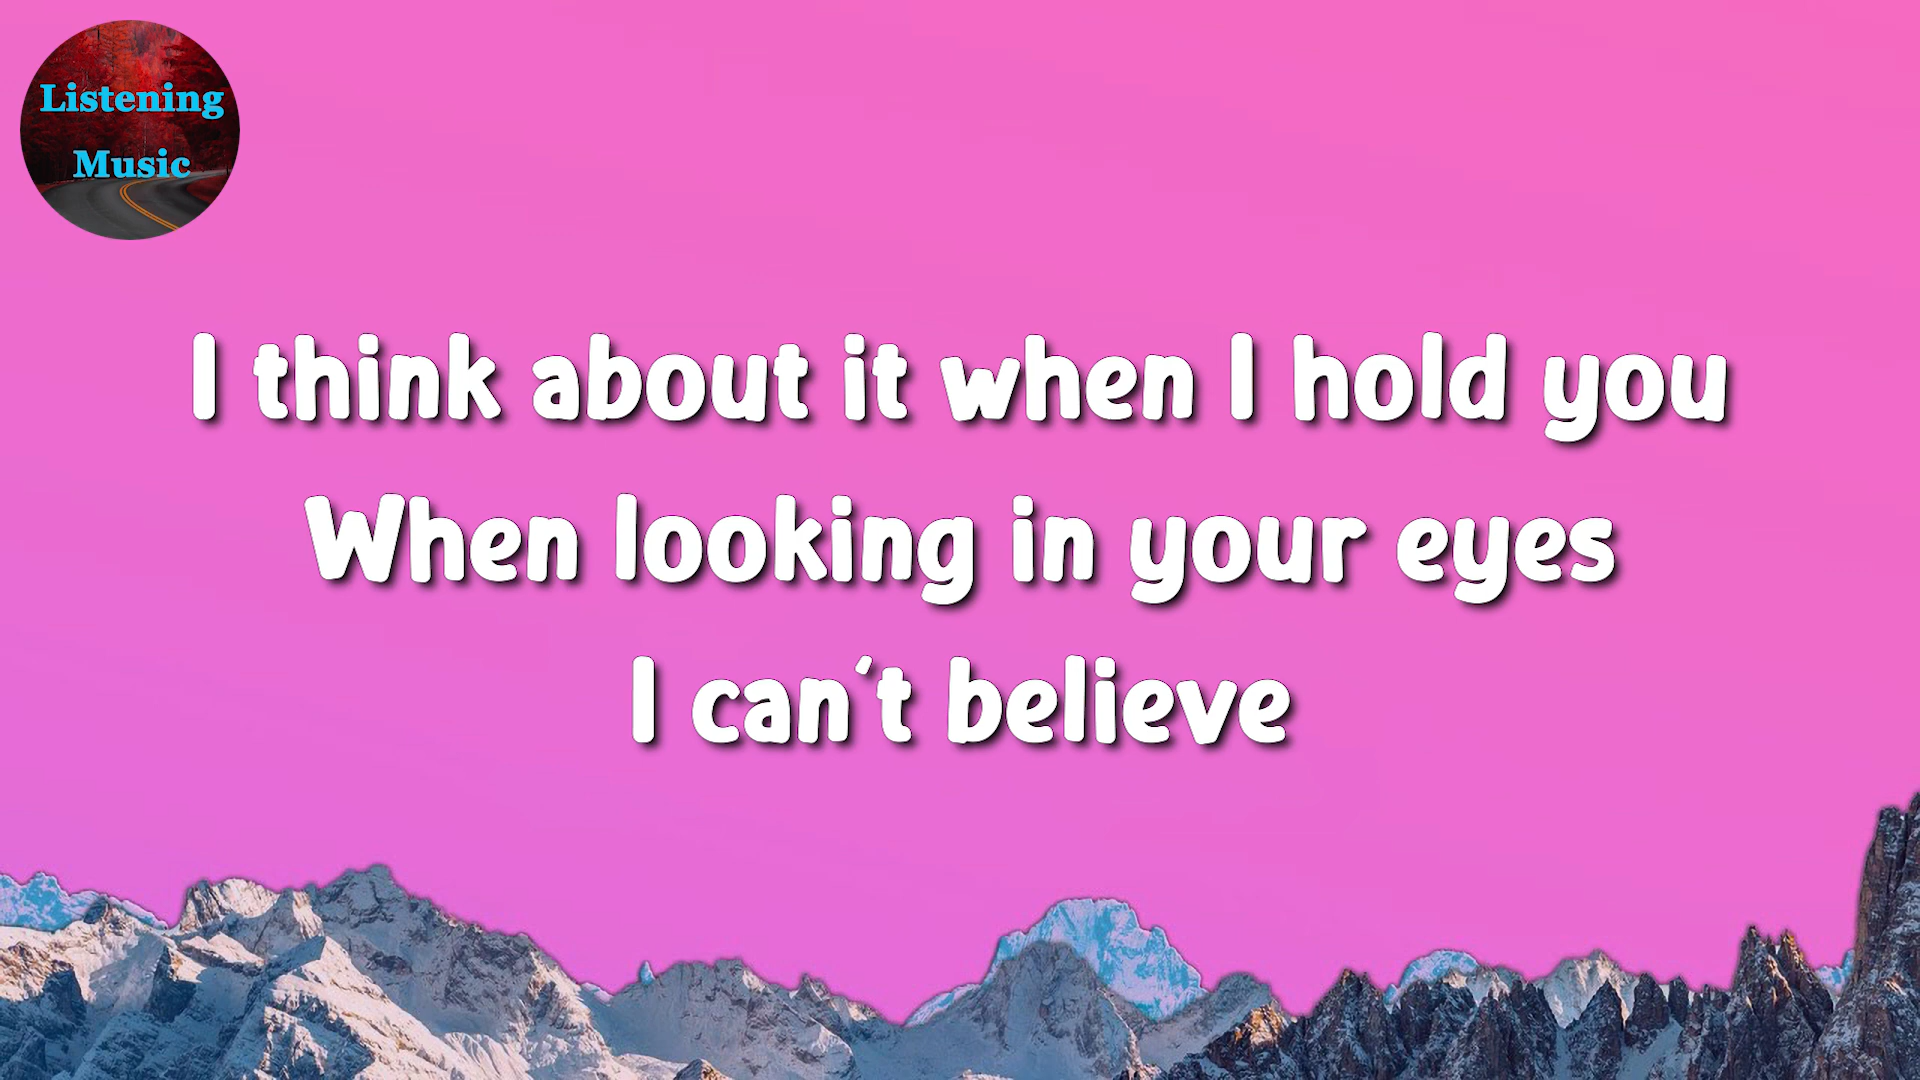 Listening
Music
I think about it when I hold you
When looking in your eyes
I can't believe